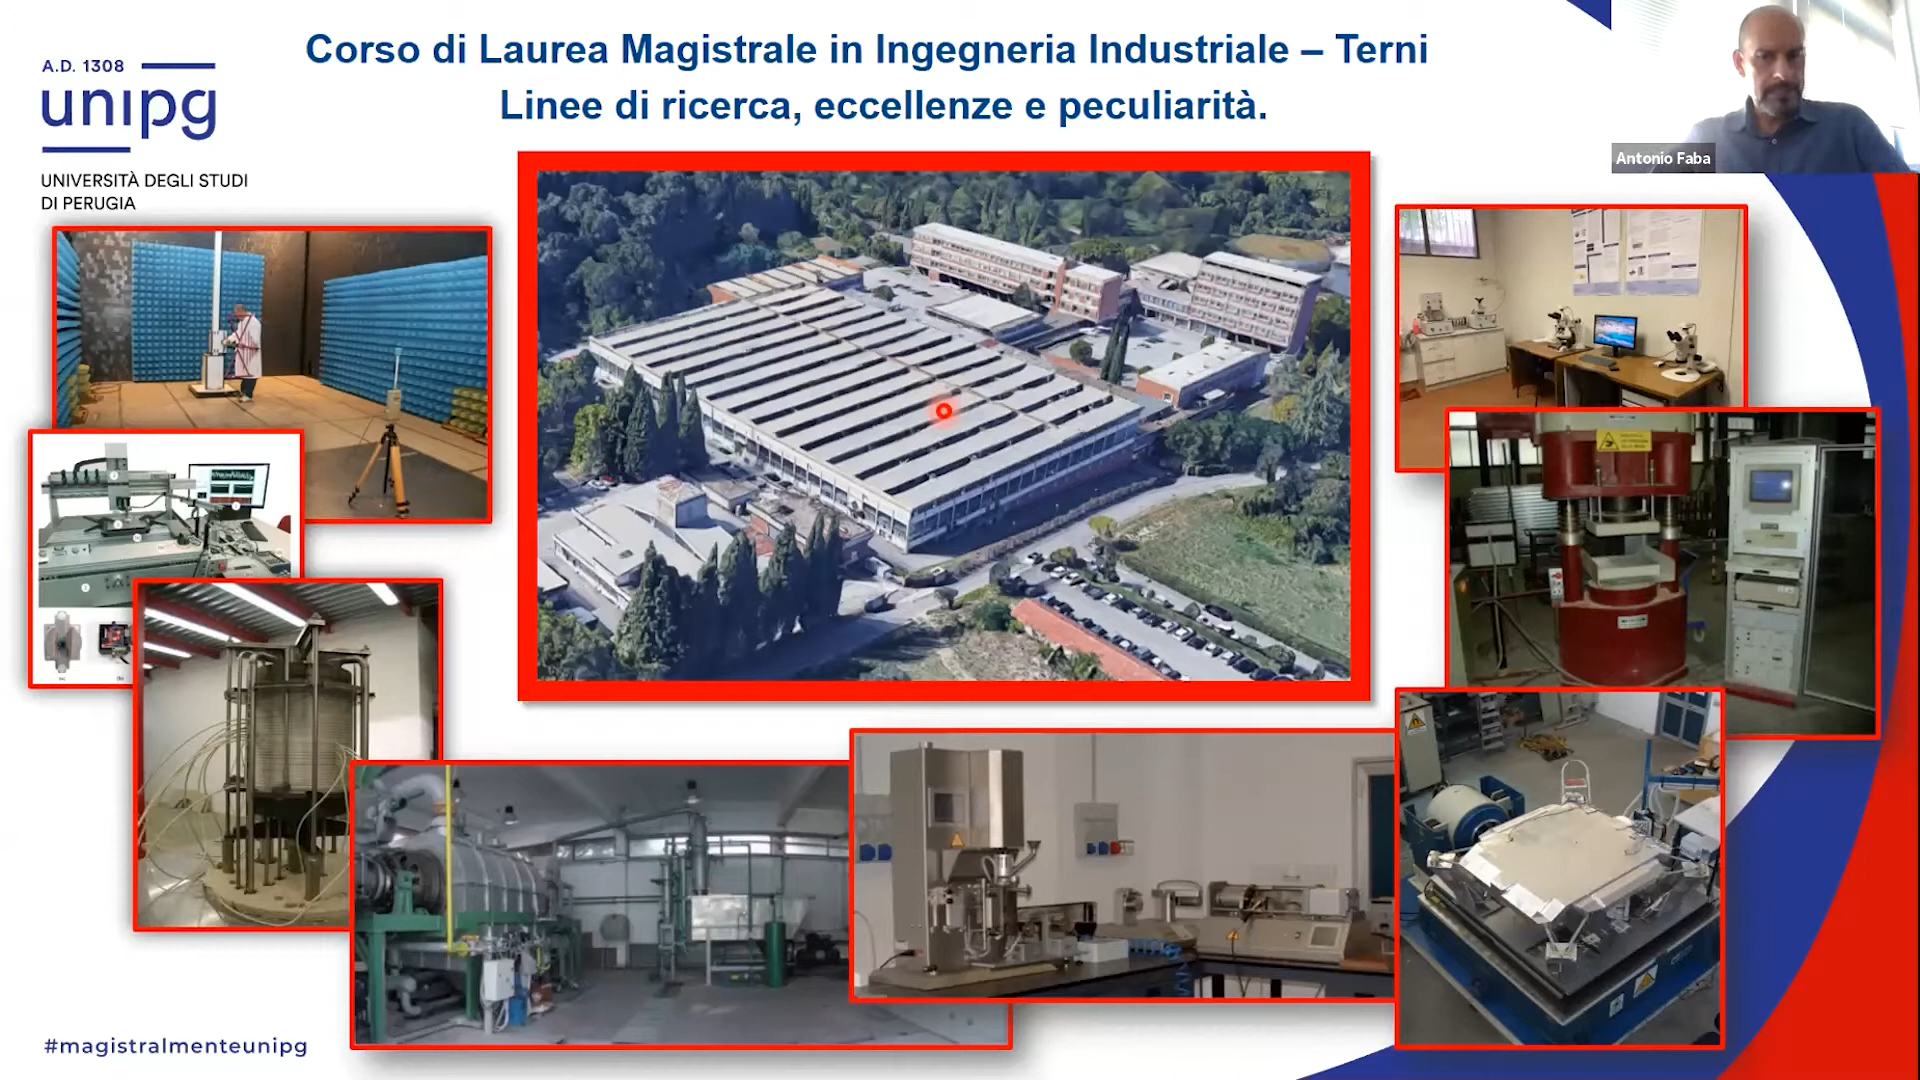 A.D. 1308
unipg
UNIVERSITÀ DEGLI STUDI
DI PERUGIA
Corso di Laurea Magistrale in Ingegneria Industriale – Terni
Linee di ricerca, eccellenze e peculiarità.
Antonio Faba
#magistralmenteunipg